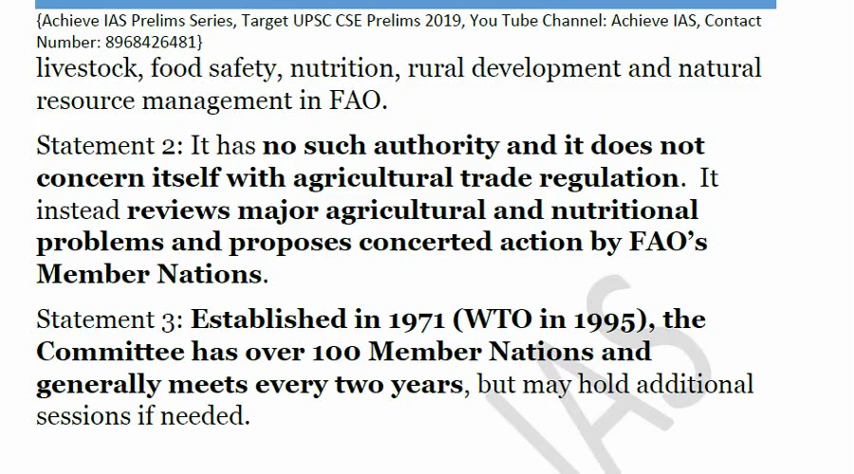 {Achieve IAS Prelims Series, Target UPSC CSE Prelims 2019, You Tube Channel: Achieve IAS, Contact
Number: 8968426481}
livestock, food safety, nutrition, rural development and natural
resource management in FAO.
Statement 2: It has no such authority and it does not
concern itself with agricultural trade regulation. It
instead reviews major agricultural and nutritional
problems and proposes concerted action by FAO’s
Member Nations.
Statement 3: Established in 1971 (WTO in 1995), the
Committee has over 100 Member Nations and
generally meets every two years, but may hold additional
sessions if needed.
IAS